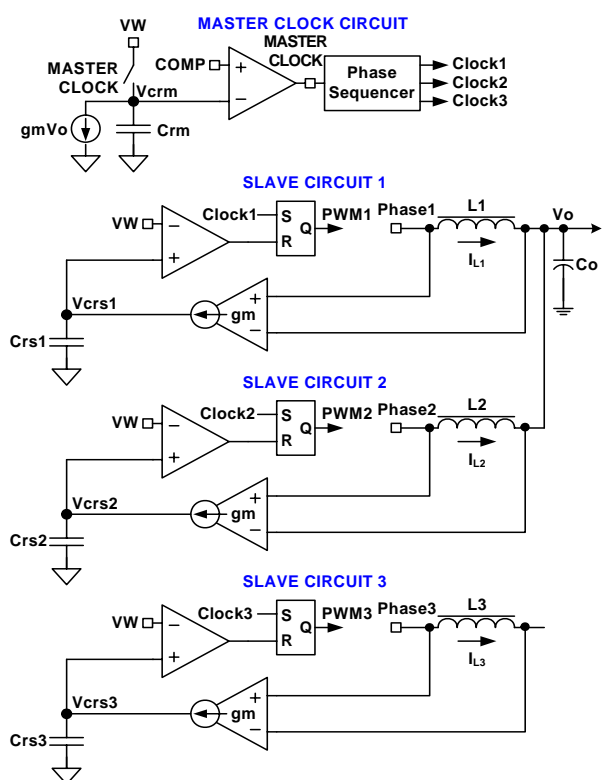 MASTER CLOCK CIRCUIT
VW
MASTER
CLOCK
COMP
+
−
Vcrm
gmVo
Crm
MASTER
CLOCK
Phase
Sequencer
Clock1
Clock2
Clock3
SLAVE CIRCUIT 1
VW
−
+
Clock1
S
R
Q
PWM1
Phase1
L1
IL1
Vo
Co
Vcrs1
Crs1
gm
+
−
SLAVE CIRCUIT 2
VW
−
+
Clock2
S
R
Q
PWM2
Phase2
L2
IL2
Vcrs2
Crs2
gm
+
−
SLAVE CIRCUIT 3
VW
−
+
Clock3
S
R
Q
PWM3
Phase3
L3
IL3
Vcrs3
Crs3
gm
+
−